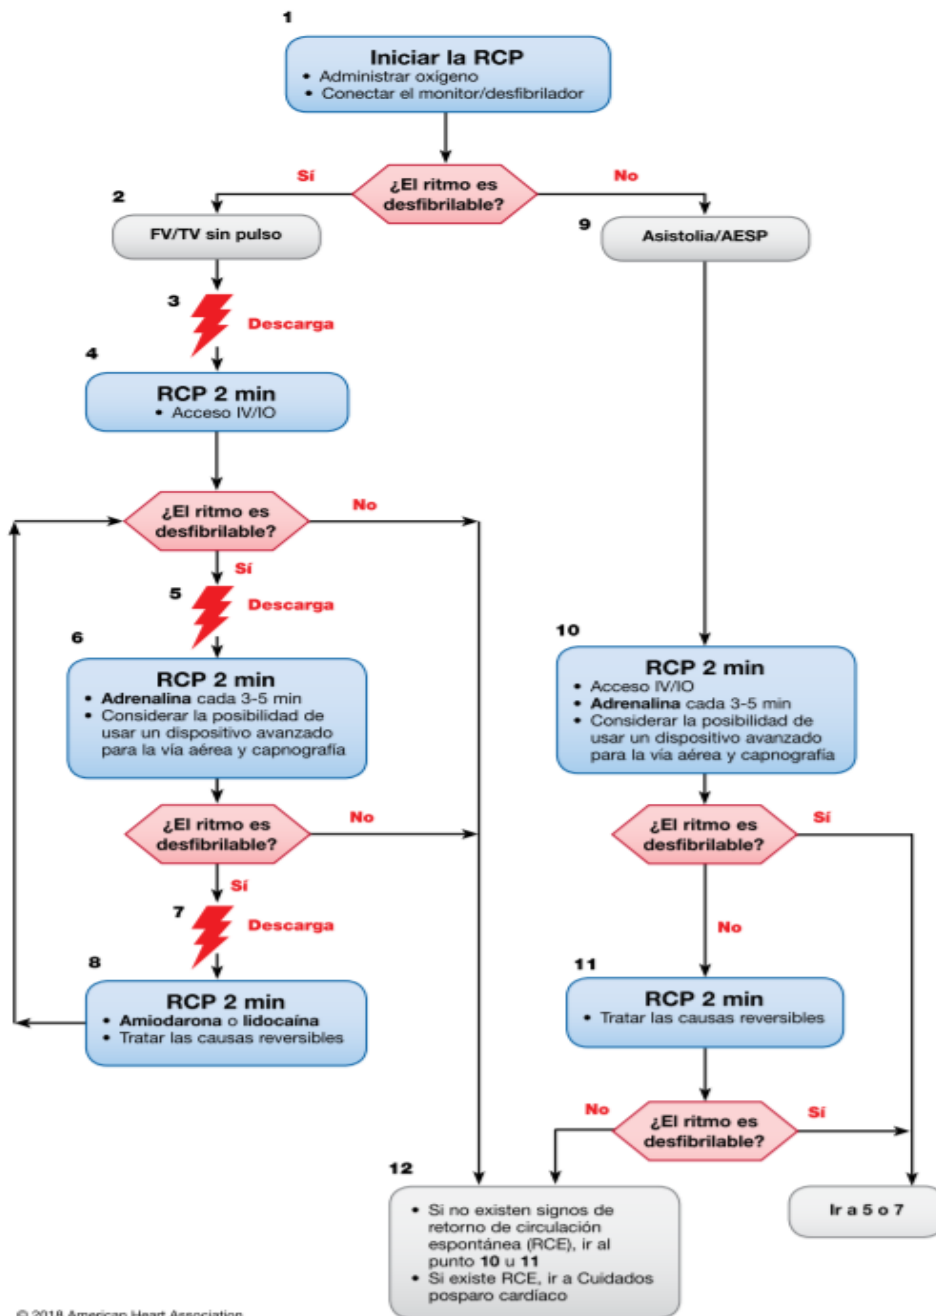 1
Iniciar la RCP
• Administrar oxígeno
• Conectar el monitor/desfibrilador
¿El ritmo es
desfibrilable?
Sí
No
2
FV/TV sin pulso
9
Asistolia/AESP
3
Descarga
4
RCP 2 min
• Acceso IV/IO
¿El ritmo es
desfibrilable?
No
Sí
5
Descarga
6
RCP 2 min
• Adrenalina cada 3-5 min
• Considerar la posibilidad de
usar un dispositivo avanzado
para la vía aérea y capnografía
10
RCP 2 min
• Acceso IV/IO
• Adrenalina cada 3-5 min
• Considerar la posibilidad de
usar un dispositivo avanzado
para la vía aérea y capnografía
¿El ritmo es
desfibrilable?
No
Sí
¿El ritmo es
desfibrilable?
Sí
No
7
Descarga
8
RCP 2 min
• Amiodarona o lidocaína
• Tratar las causas reversibles
11
RCP 2 min
• Tratar las causas reversibles
¿El ritmo es
desfibrilable?
No
Sí
12
• Si no existen signos de
retorno de circulación
espontánea (RCE), ir al
punto 10 u 11
• Si existe RCE, ir a Cuidados
posparo cardíaco
Ir a 5 o 7
© 2018 American Heart Association